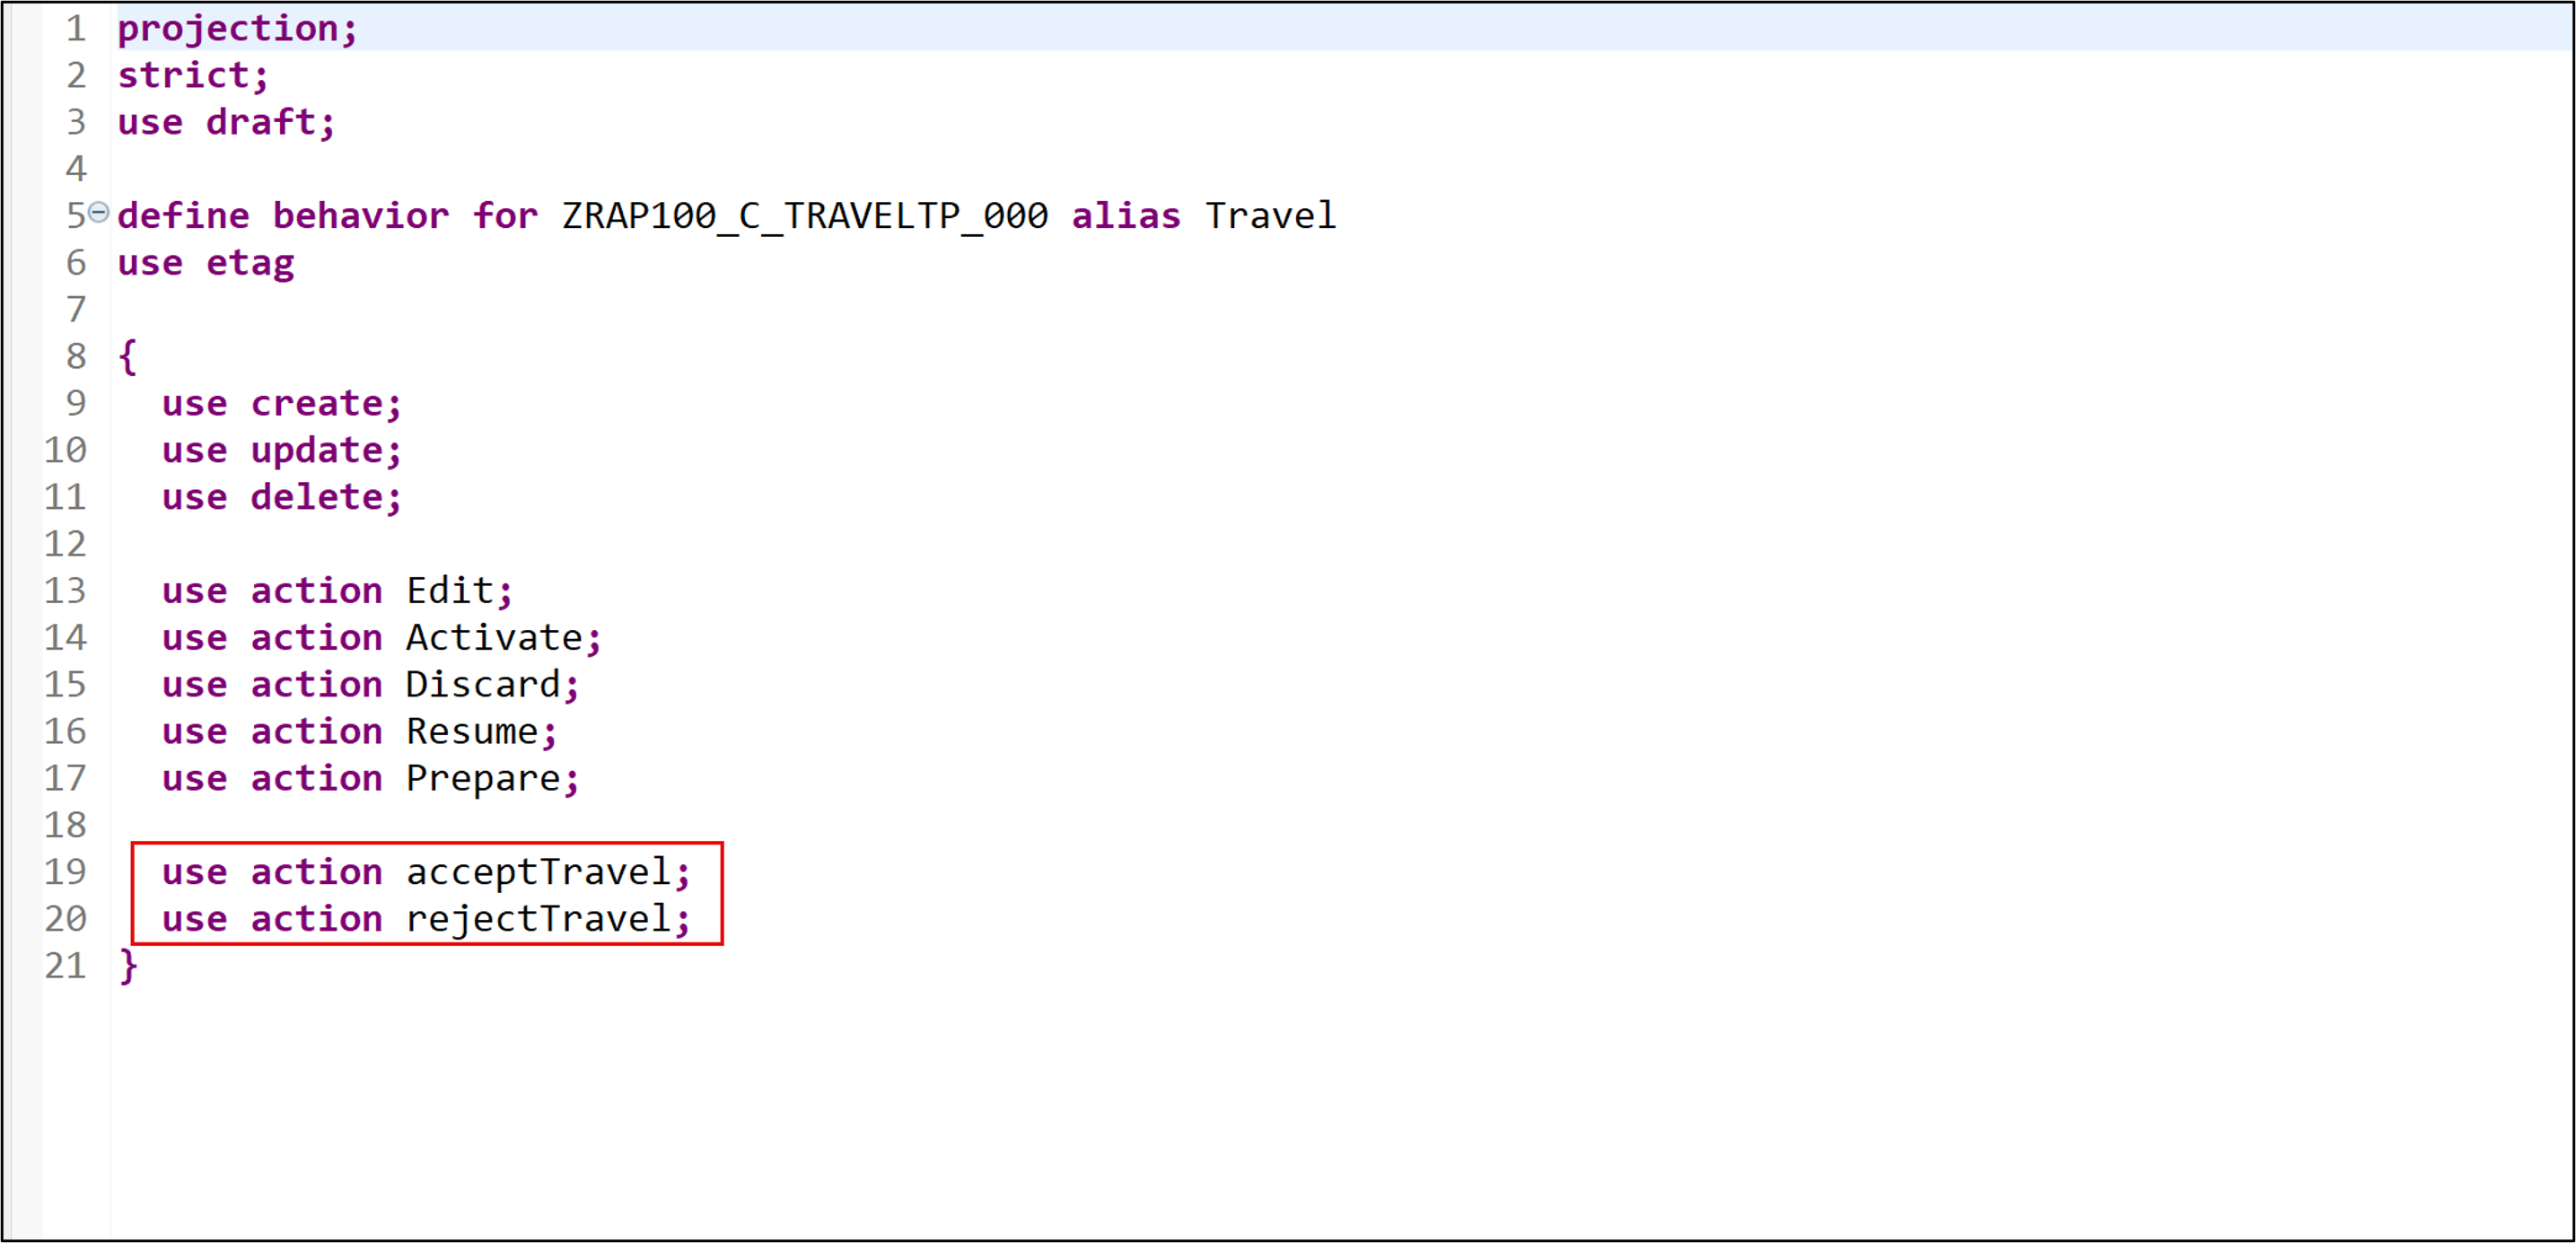 1 projection;
2 strict;
3 use draft;
4
5 define behavior for ZRAP100_C_TRAVELTP_000 alias Travel
6 use etag
7
8 {
9 use create;
10 use update;
11 use delete;
12
13 use action Edit;
14 use action Activate;
15 use action Discard;
16 use action Resume;
17 use action Prepare;
18
19 use action acceptTravel;
20 use action rejectTravel;
21 }